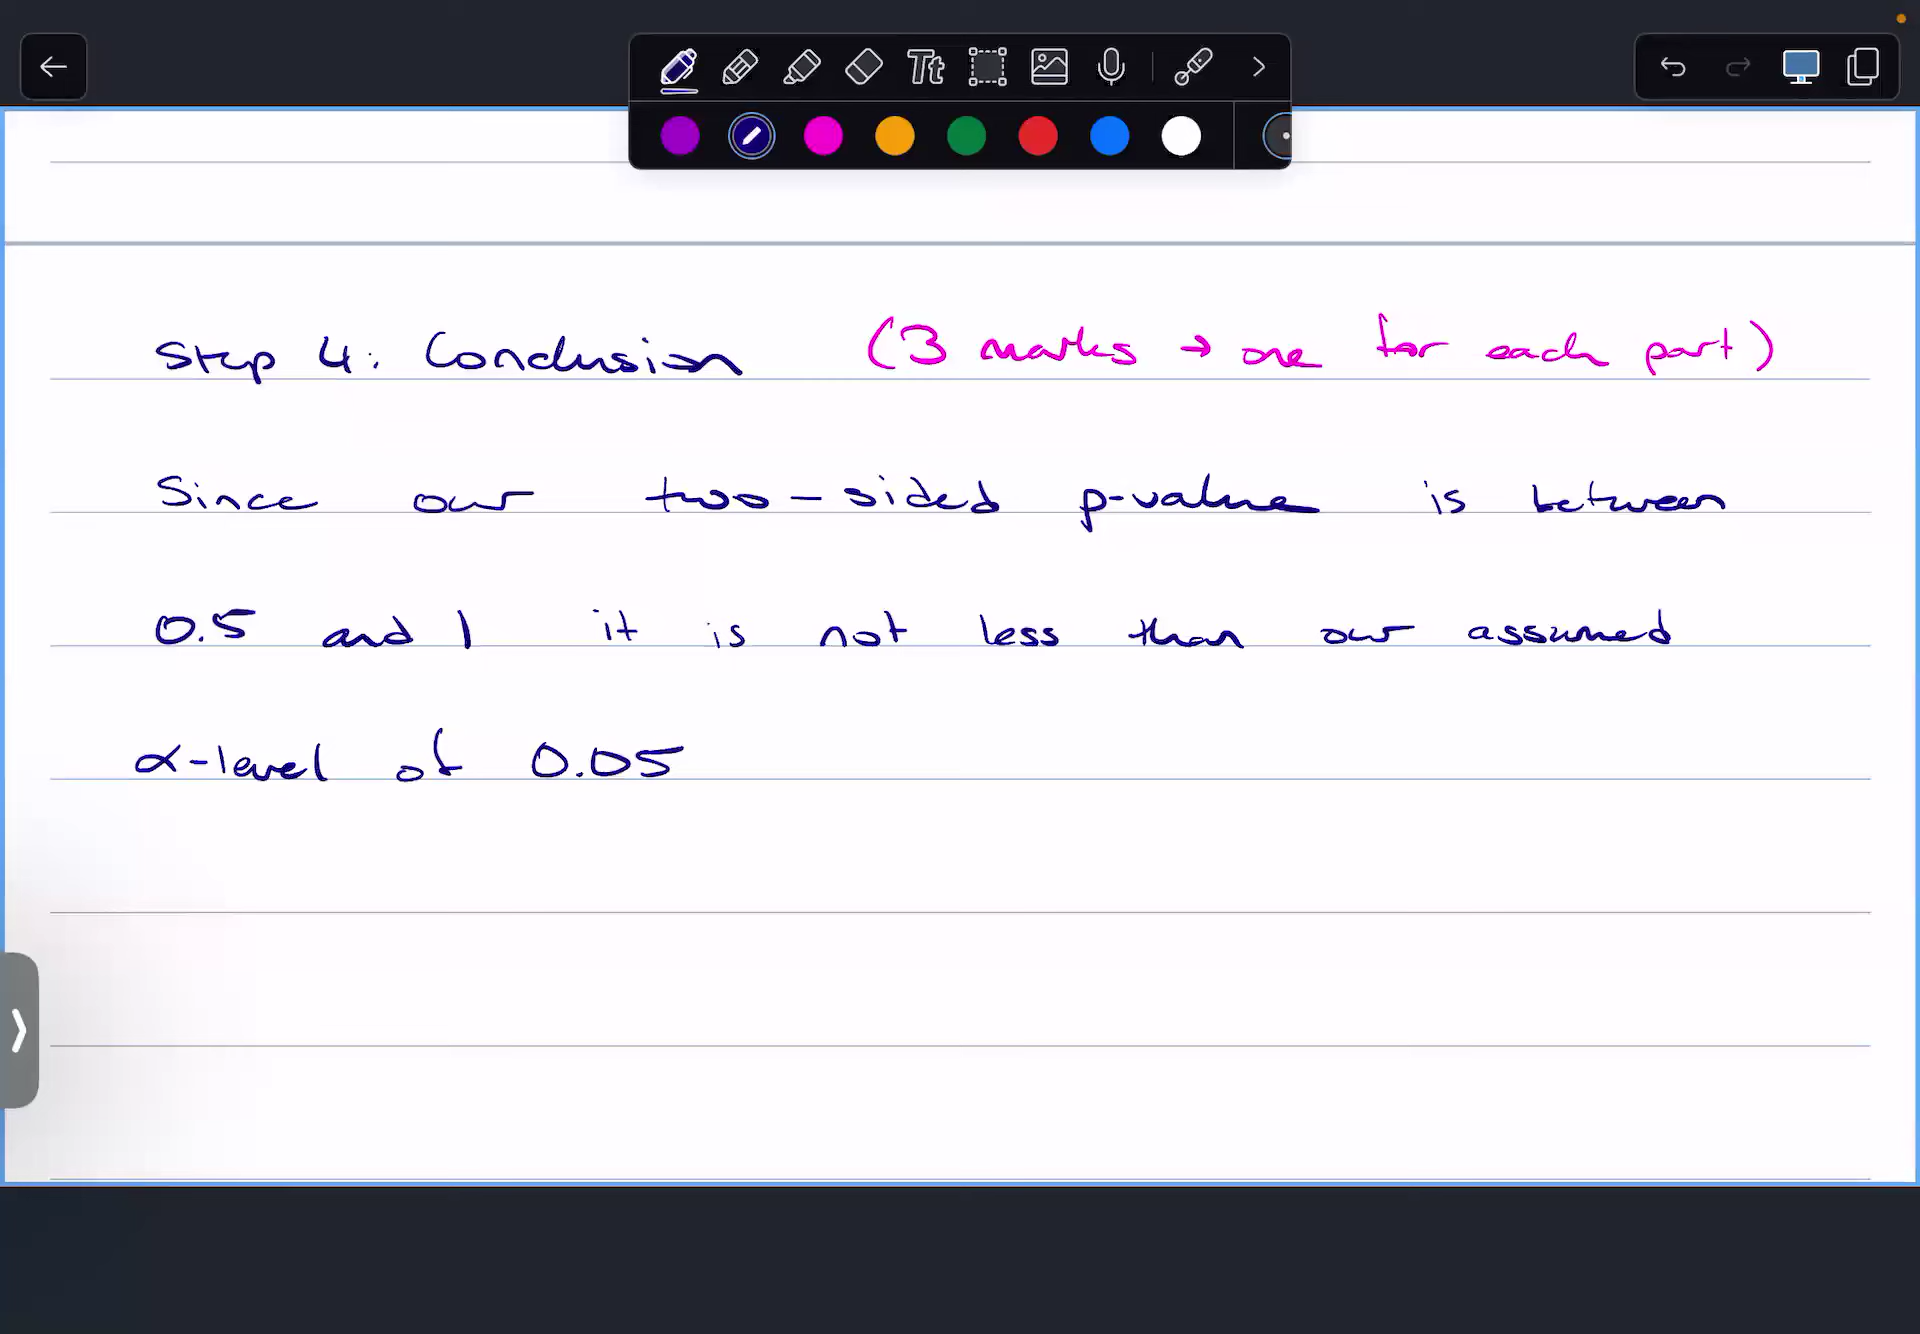 Tt
Step 4: Conclusion (3 marks → one for each part)
Since our two-sided p-value is between
0.5 and 1 it is not less than our assumed
α-level of 0.05